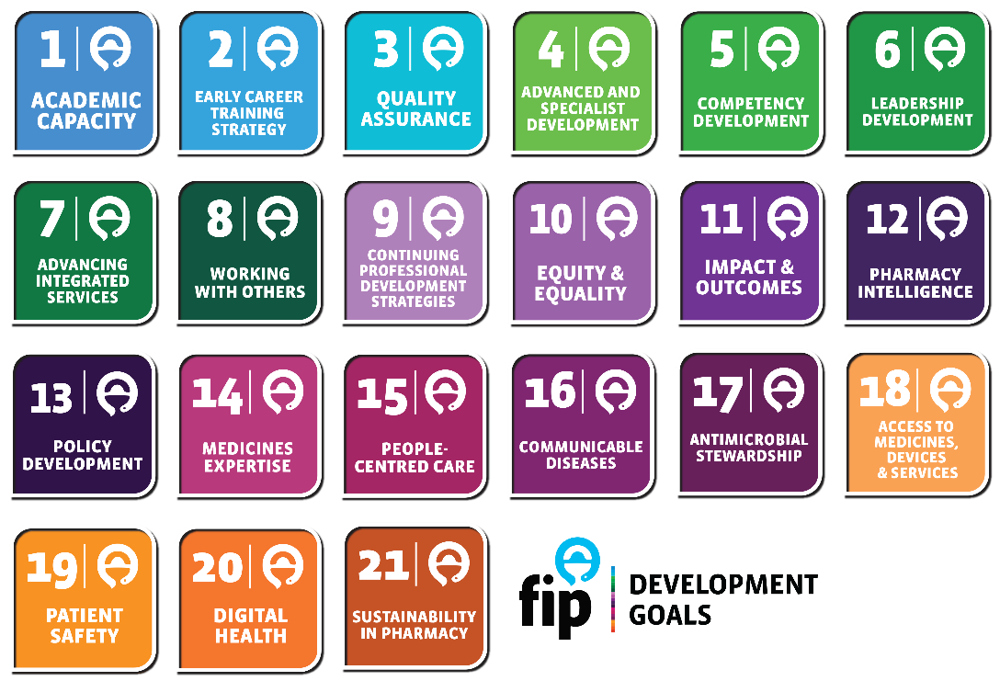 1
ACADEMIC
CAPACITY
2
EARLY CAREER
TRAINING
STRATEGY
3
QUALITY
ASSURANCE
4
ADVANCED AND
SPECIALIST
DEVELOPMENT
5
COMPETENCY
DEVELOPMENT
6
LEADERSHIP
DEVELOPMENT
7
ADVANCING
INTEGRATED
SERVICES
8
WORKING
WITH OTHERS
9
CONTINUING
PROFESSIONAL
DEVELOPMENT
STRATEGIES
10
EQUITY &
EQUALITY
11
IMPACT &
OUTCOMES
12
PHARMACY
INTELLIGENCE
13
POLICY
DEVELOPMENT
14
MEDICINES
EXPERTISE
15
PEOPLE-
CENTRED CARE
16
COMMUNICABLE
DISEASES
17
ANTIMICROBIAL
STEWARDSHIP
18
ACCESS TO
MEDICINES,
DEVICES
& SERVICES
19
PATIENT
SAFETY
20
DIGITAL
HEALTH
21
SUSTAINABILITY
IN PHARMACY
fip
DEVELOPMENT
GOALS